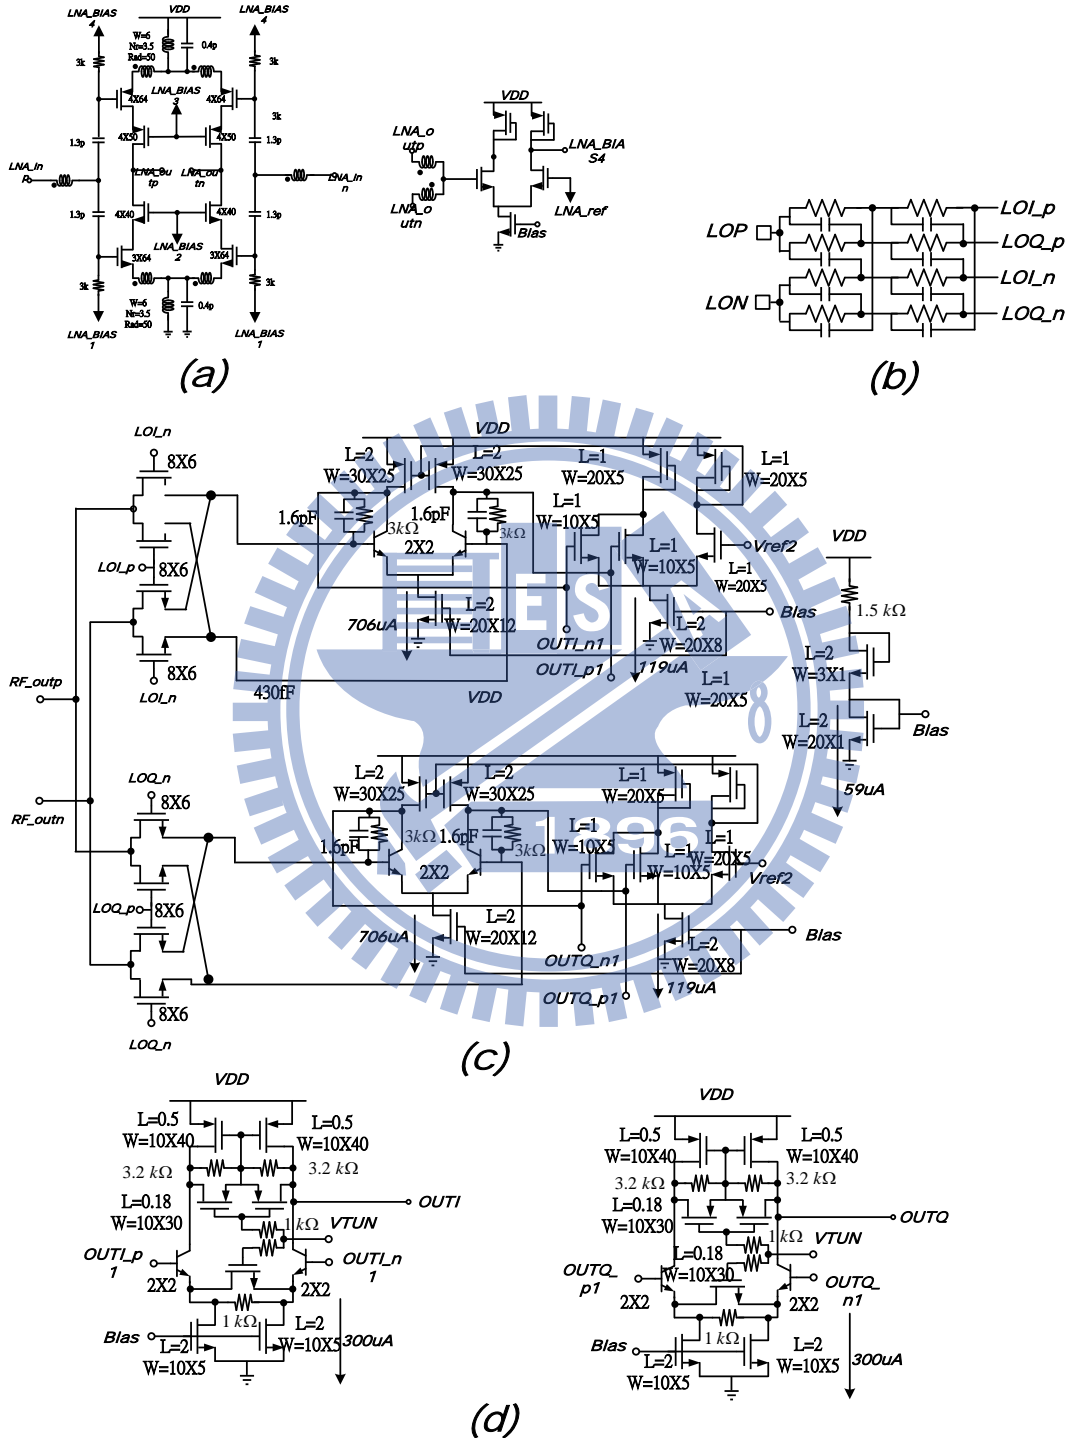 LNA_BIAS
4
VDD
LNA_BIAS
4
W=6
Nr=3.5
Rad=50
0.4p
3k
3k
4X64
4X64
LNA_BIAS
3
3k
4X50
4X50
1.3p
1.3p
LNA_in
p
LNA_ou
tp
LNA_ou
tn
LNA_in
n
1.3p
1.3p
4X40
4X40
LNA_BIAS
2
3X64
3X64
3k
3k
W=6
Nr=3.5
Rad=50
0.4p
LNA_BIAS
1
LNA_BIAS
1
(a)
VDD
LNA_o
utp
LNA_BIA
S4
LNA_o
utn
LNA_ref
Bias
LOP
LON
LOI_p
LOQ_p
LOI_n
LOQ_n
(b)
LOI_n
8X6
LOI_p
8X6
8X6
LOI_n
RF_outp
RF_outn
430fF
VDD
L=2
W=30X25
L=2
W=30X25
1.6pF
3kΩ
1.6pF
3kΩ
2X2
L=1
W=20X5
L=1
W=20X5
L=1
W=10X5
L=1
W=10X5
Vref2
L=1
W=20X5
706uA
L=2
W=20X12
OUTI_n1
OUTI_p1
L=2
W=20X8
119uA
Bias
VDD
1.5 kΩ
L=2
W=3X1
L=2
W=20X1
Bias
59uA
VDD
L=1
W=20X5
LOQ_n
8X6
LOQ_p
8X6
8X6
LOQ_n
L=2
W=30X25
L=2
W=30X25
1.6pF
3kΩ
1.6pF
3kΩ
2X2
L=1
W=20X5
L=1
W=10X5
L=1
W=10X5
L=1
W=20X5
Vref2
706uA
L=2
W=20X12
OUTQ_n1
OUTQ_p1
L=2
W=20X8
119uA
Bias
ESA
8
1896
(c)
VDD
L=0.5
W=10X40
L=0.5
W=10X40
3.2 kΩ
3.2 kΩ
L=0.18
W=10X30
OUTI
1 kΩ
VTUN
OUTI_p
1
OUTI_n
1
2X2
2X2
1 kΩ
Bias
L=2
W=10X5
L=2
W=10X5
300uA
VDD
L=0.5
W=10X40
L=0.5
W=10X40
3.2 kΩ
3.2 kΩ
L=0.18
W=10X30
OUTQ
1 kΩ
VTUN
L=0.18
W=10X30
OUTQ_
p1
OUTQ_
n1
2X2
2X2
1 kΩ
Bias
L=2
W=10X5
L=2
W=10X5
300uA
(d)